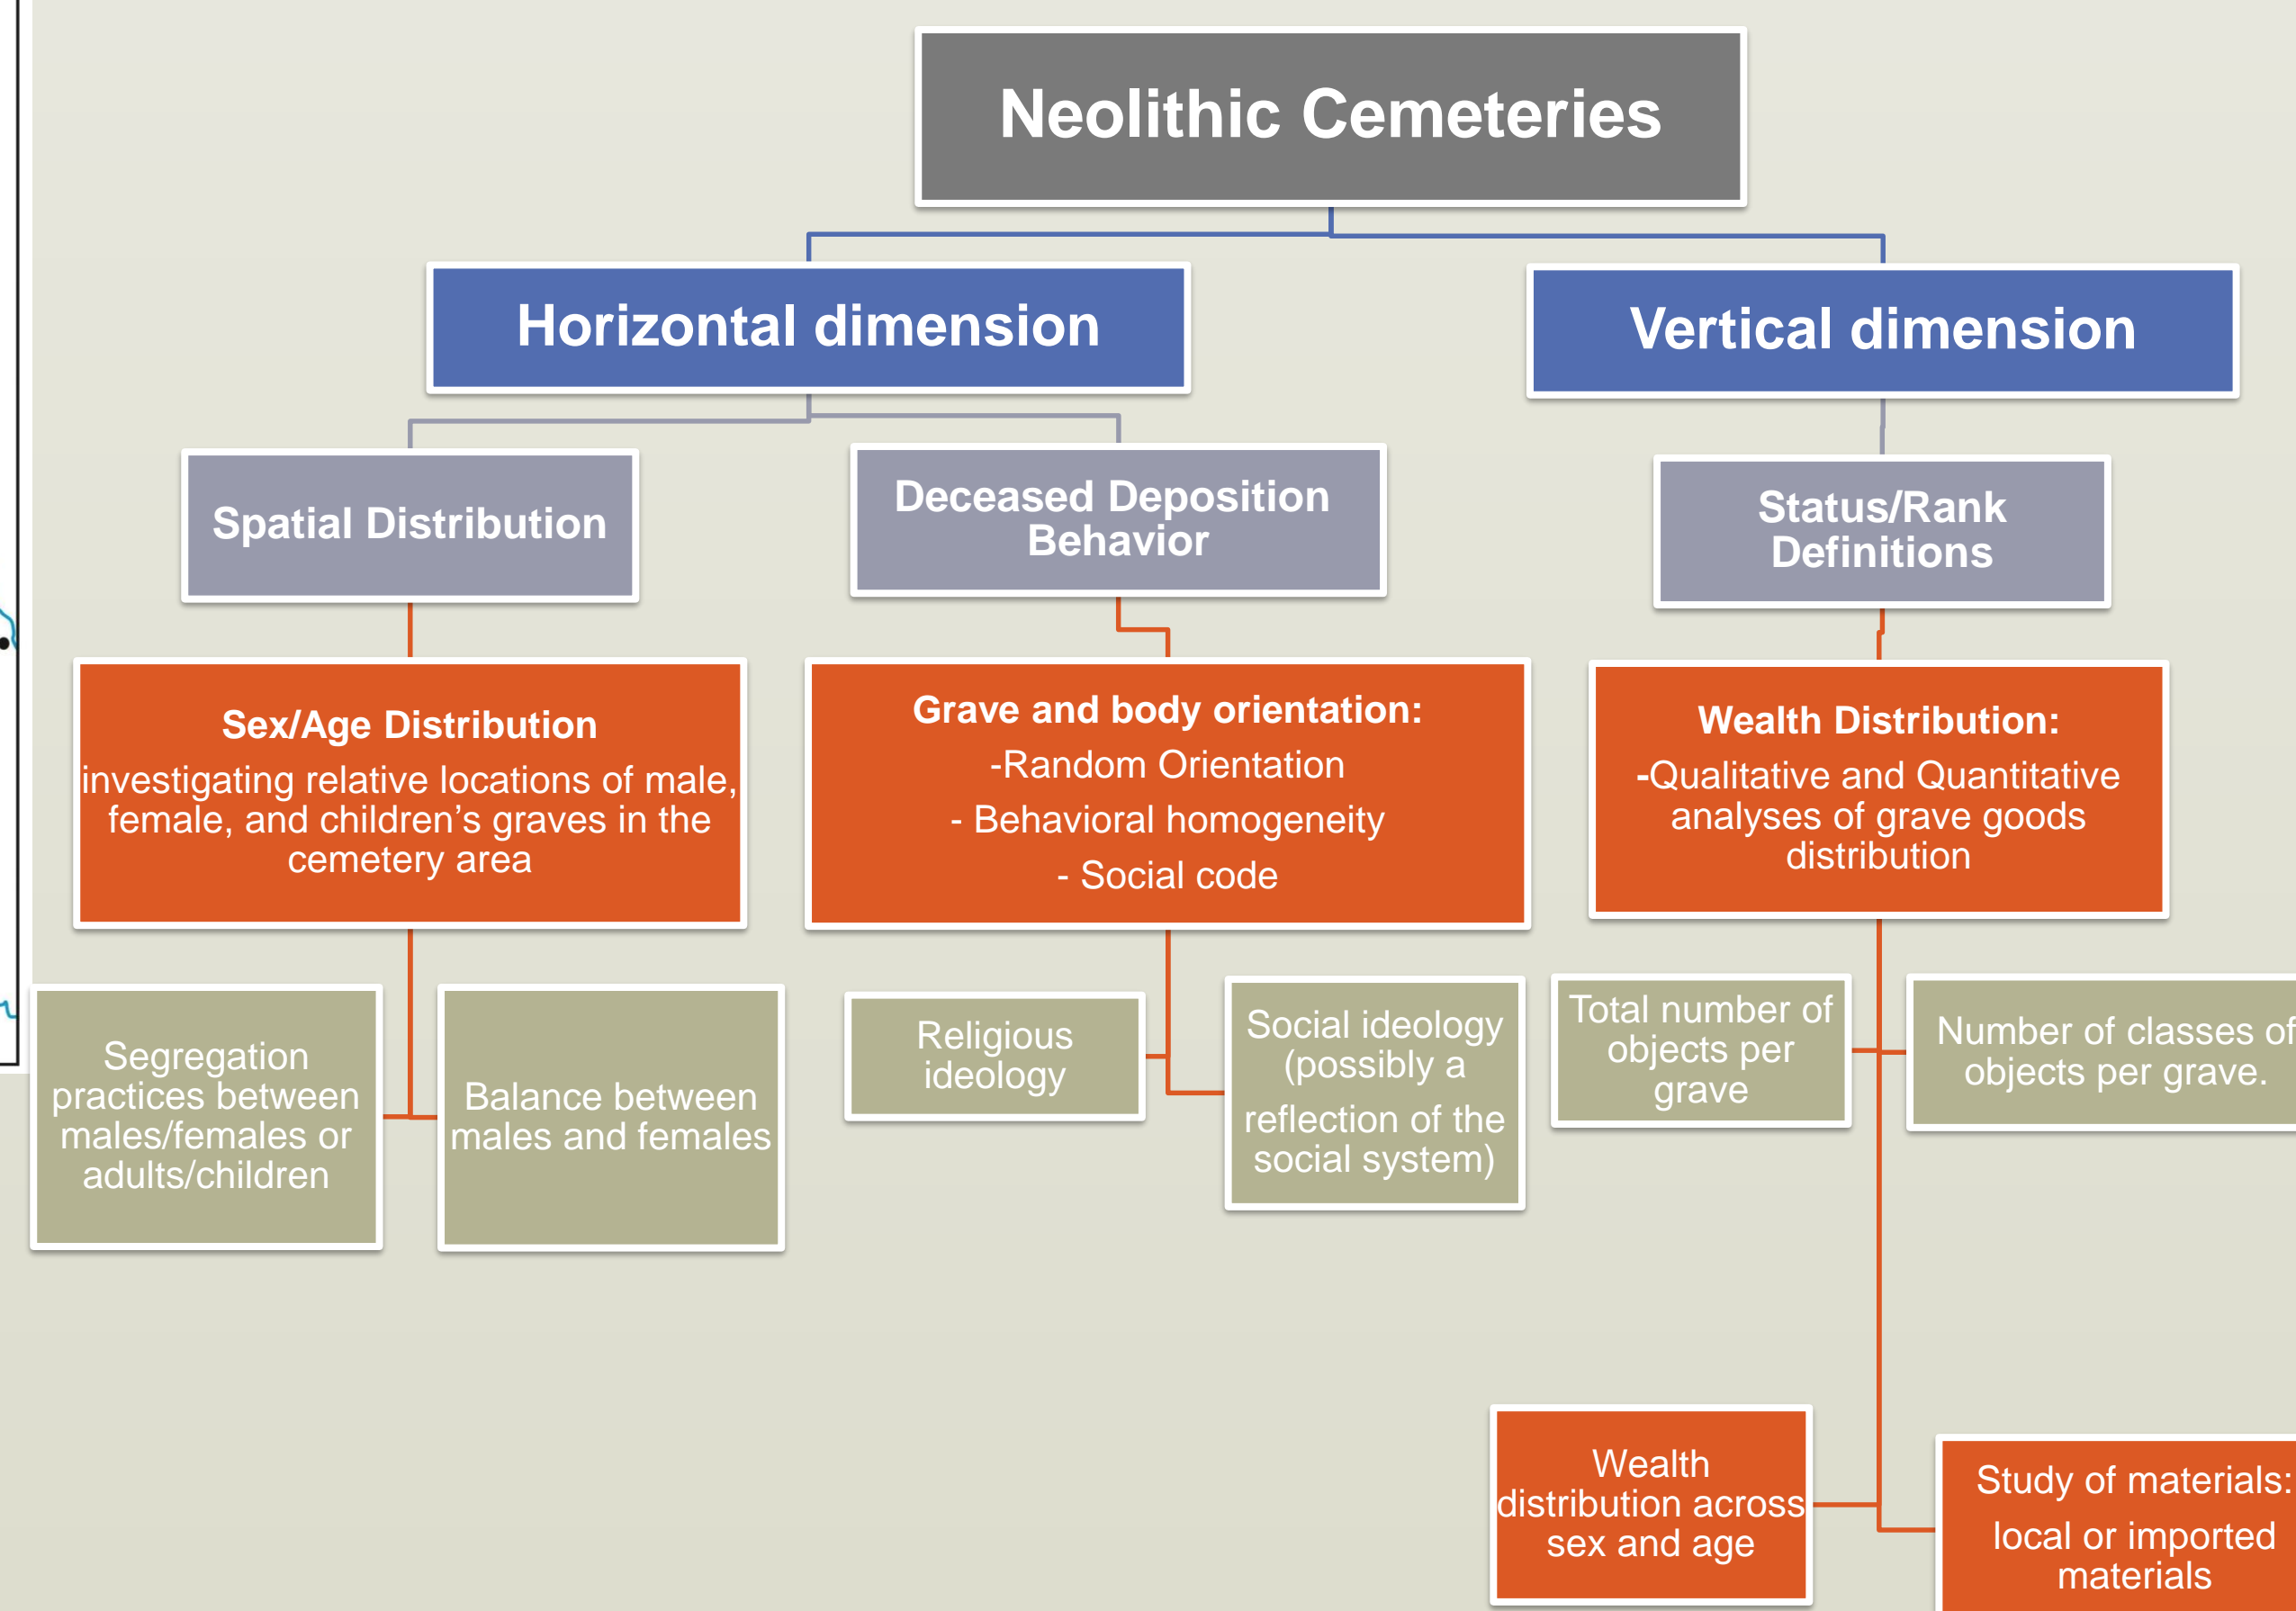 Neolithic Cemeteries
Horizontal dimension
Vertical dimension
Spatial Distribution
Deceased Deposition
Behavior
Status/Rank
Definitions
Sex/Age Distribution
investigating relative locations of male,
female, and children’s graves in the
cemetery area
Grave and body orientation:
-Random Orientation
- Behavioral homogeneity
- Social code
Wealth Distribution:
-Qualitative and Quantitative
analyses of grave goods
distribution
Segregation
practices between
males/females or
adults/children
Balance between
males and females
Religious
ideology
Social ideology
(possibly a
reflection of the
social system)
Total number of
objects per
grave
Number of classes of
objects per grave.
Wealth
distribution across
sex and age
Study of materials:
local or imported
materials